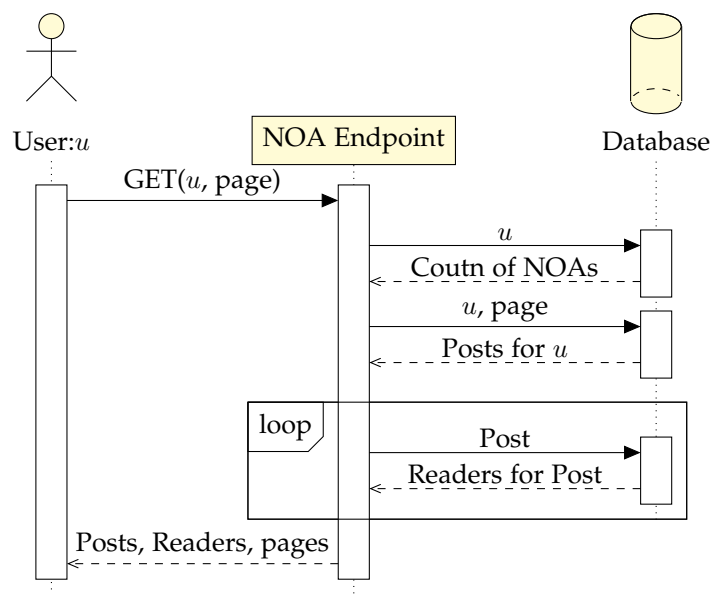 User:u
NOA Endpoint
Database
GET(u, page)
u
Coutn of NOAs
u, page
Posts for u
loop
Post
Readers for Post
Posts, Readers, pages